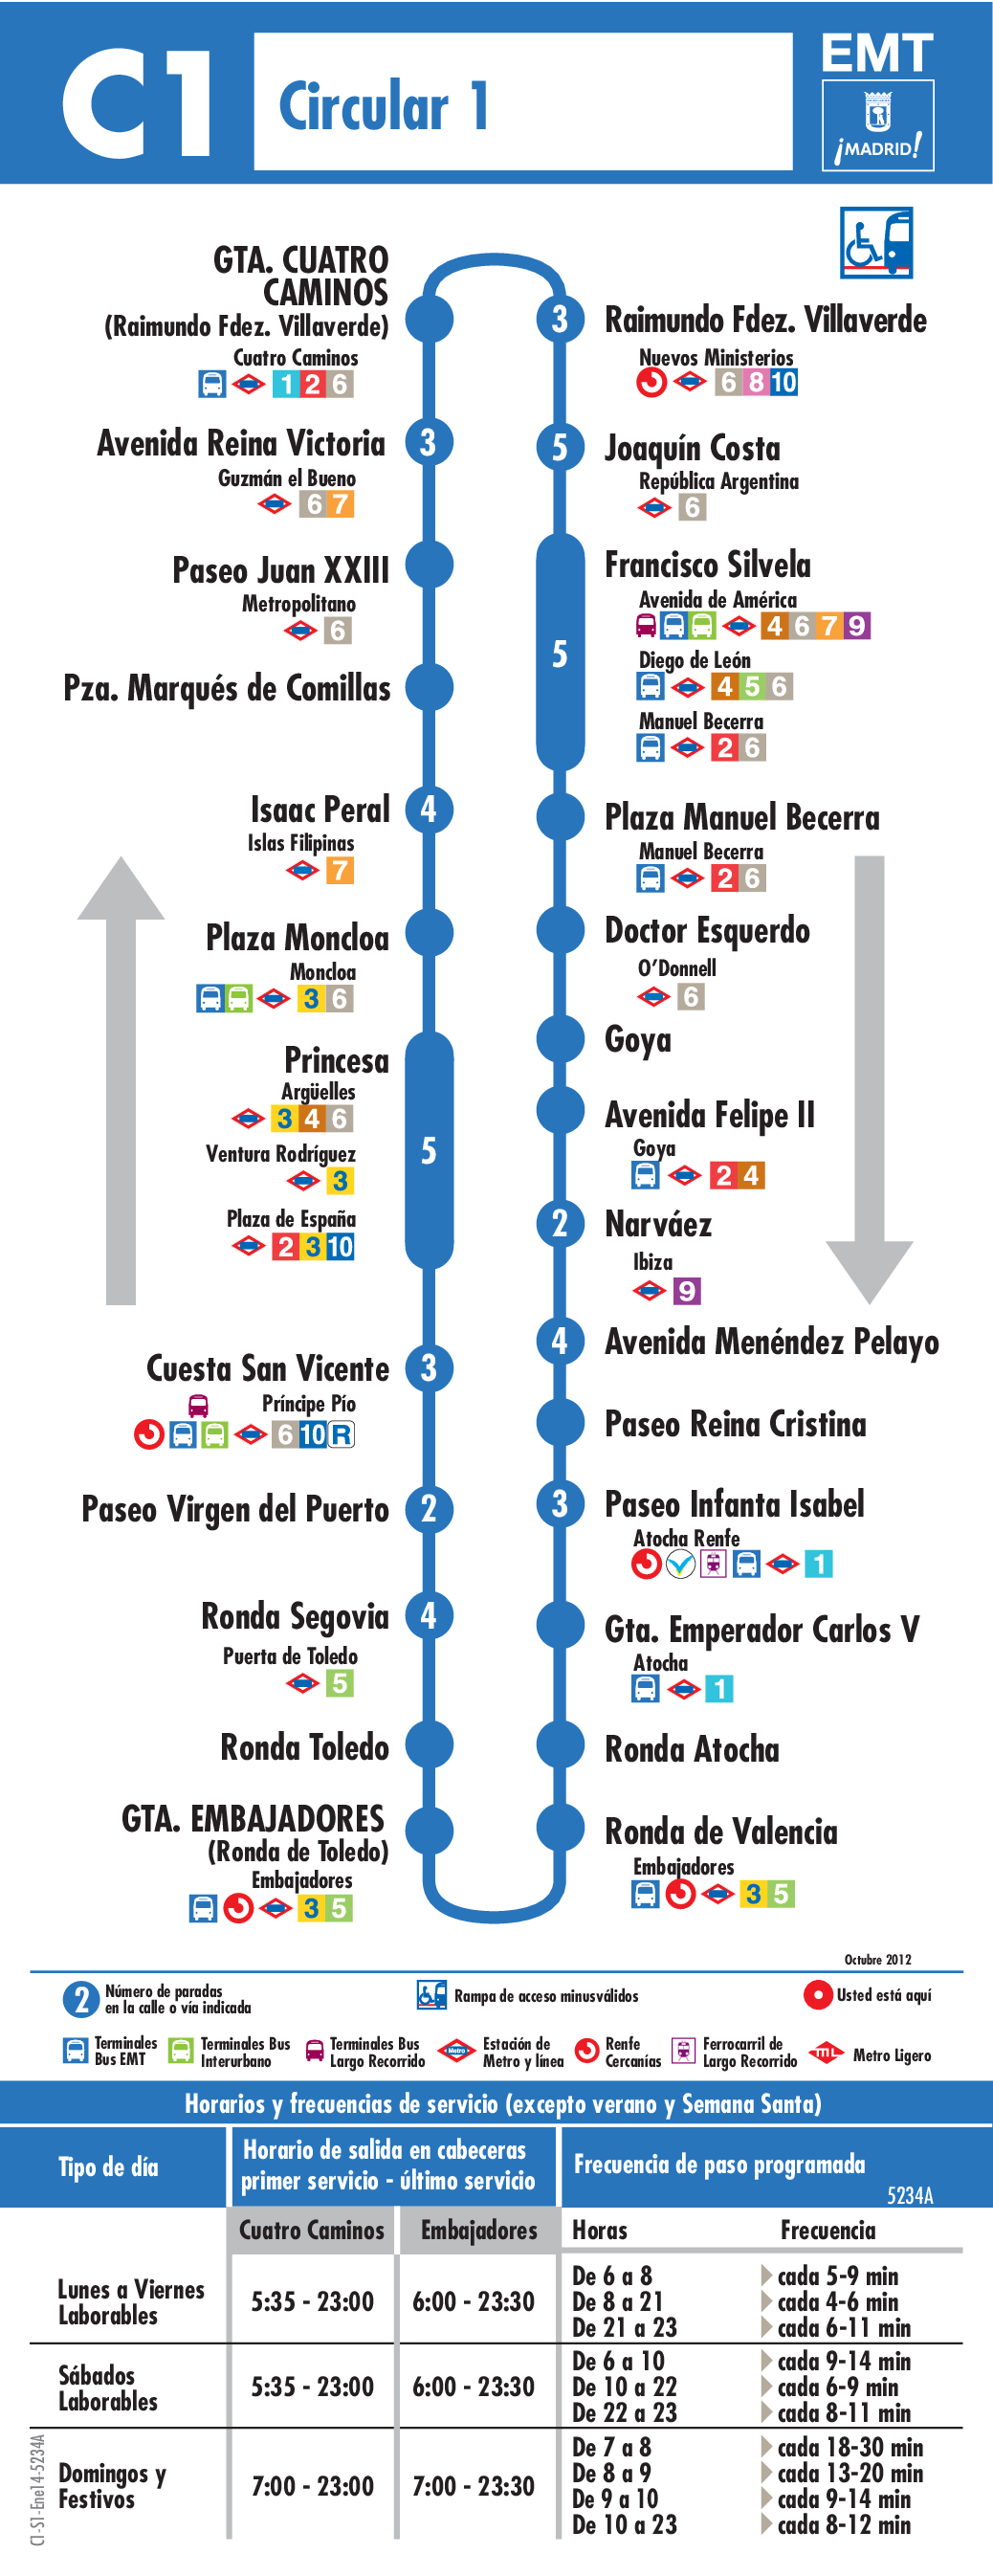 C1
Circular 1
EMT
¡MADRID!
GTA. CUATRO
CAMINOS
(Raimundo Fdez. Villaverde)
Cuatro Caminos
1 2 6
Avenida Reina Victoria
3
Guzmán el Bueno
6 7
Paseo Juan XXIII
Metropolitano
6
Pza. Marqués de Comillas
Isaac Peral
4
Islas Filipinas
7
Plaza Moncloa
Moncloa
3 6
Princesa
5
Argüelles
3 4 6
Ventura Rodríguez
3
Plaza de España
2 3 10
Cuesta San Vicente
3
Príncipe Pío
6 10 R
Paseo Virgen del Puerto
2
Ronda Segovia
4
Puerta de Toledo
5
Ronda Toledo
GTA. EMBAJADORES
(Ronda de Toledo)
Embajadores
3 5
3
Raimundo Fdez. Villaverde
Nuevos Ministerios
6 8 10
5
Joaquín Costa
República Argentina
6
5
Francisco Silvela
Avenida de América
4 6 7 9
Diego de León
4 5 6
Manuel Becerra
2 6
Plaza Manuel Becerra
Manuel Becerra
2 6
Doctor Esquerdo
O'Donnell
6
Goya
Avenida Felipe II
Goya
2 4
2
Narváez
Ibiza
9
4
Avenida Menéndez Pelayo
Paseo Reina Cristina
3
Paseo Infanta Isabel
Atocha Renfe
1
Gta. Emperador Carlos V
Atocha
1
Ronda Atocha
Ronda de Valencia
Embajadores
3 5
Octubre 2012
2
Número de paradas
en la calle o vía indicada
Rampa de acceso minusválidos
Usted está aquí
Terminales
Bus EMT
Terminales Bus
Interurbano
Terminales Bus
Largo Recorrido
Metro
Estación de
Metro y línea
Renfe
Cercanías
Ferrocarril de
Largo Recorrido
ML
Metro Ligero
Horarios y frecuencias de servicio (excepto verano y Semana Santa)
Tipo de día
Horario de salida en cabeceras
primer servicio - último servicio
Frecuencia de paso programada
5234A
Cuatro Caminos
Embajadores
Horas
Frecuencia
Lunes a Viernes
Laborables
5:35 - 23:00
6:00 - 23:30
De 6 a 8 cada 5-9 min
De 8 a 21 cada 4-6 min
De 21 a 23 cada 6-11 min
Sábados
Laborables
5:35 - 23:00
6:00 - 23:30
De 6 a 10 cada 9-14 min
De 10 a 22 cada 6-9 min
De 22 a 23 cada 8-11 min
Domingos y
Festivos
7:00 - 23:00
7:00 - 23:30
De 7 a 8 cada 18-30 min
De 8 a 9 cada 13-20 min
De 9 a 10 cada 9-14 min
De 10 a 23 cada 8-12 min
C1-S1-Ene14-5234A